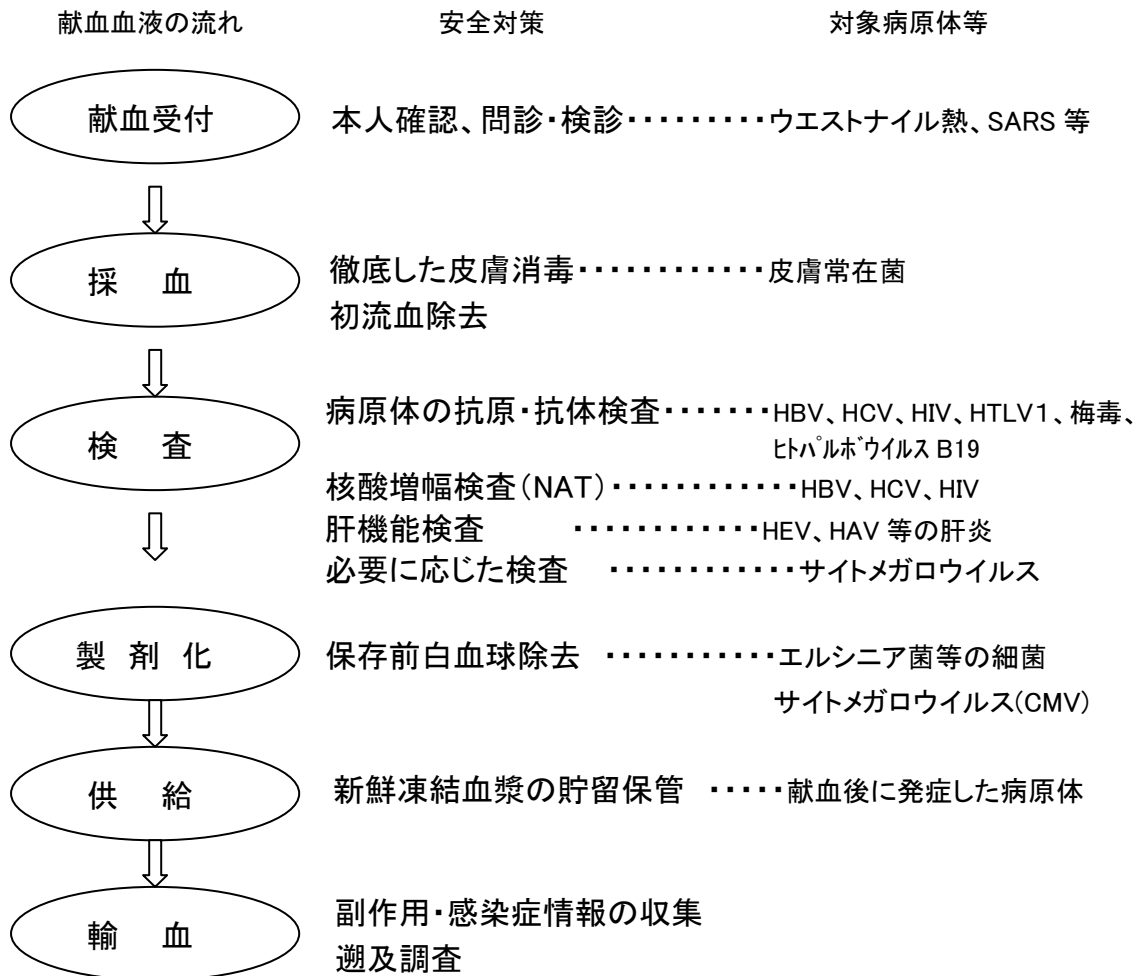 献血血液の流れ 安全対策 対象病原体等
献血受付 本人確認、問診・検診・・・・・・・・・ウエストナイル熱、SARS 等
採 血 徹底した皮膚消毒・・・・・・・・・・・・皮膚常在菌
初流血除去
病原体の抗原・抗体検査・・・・・・・HBV、HCV、HIV、HTLV1、梅毒、
検 査 ﾋﾄﾊﾟﾙﾎﾞｳｲﾙｽ B19
核酸増幅検査(NAT)・・・・・・・・・・・・HBV、HCV、HIV
肝機能検査 ・・・・・・・・・・・・HEV、HAV 等の肝炎
必要に応じた検査 ・・・・・・・・・・・・サイトメガロウイルス
製 剤 化 保存前白血球除去 ・・・・・・・・・・・エルシニア菌等の細菌
サイトメガロウイルス(CMV)
供 給 新鮮凍結血漿の貯留保管 ・・・・・献血後に発症した病原体
副作用・感染症情報の収集
輸 血
遡及調査